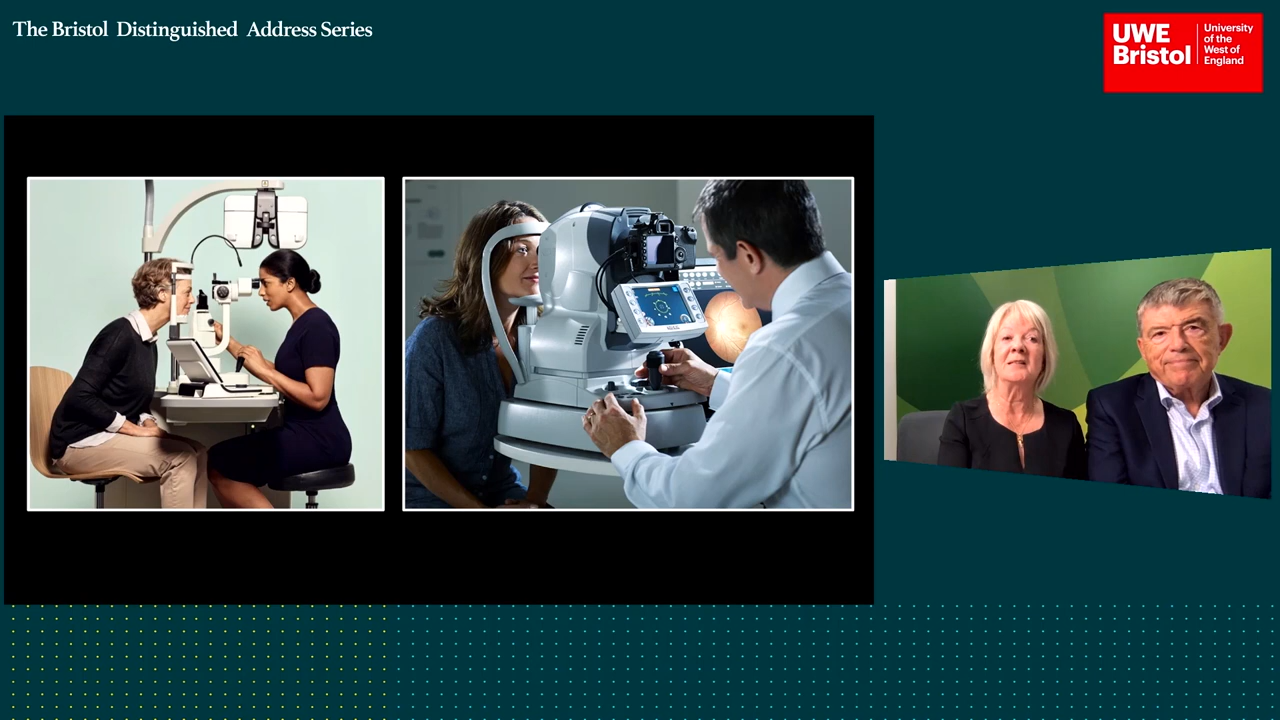 The Bristol Distinguished Address Series
UWE
Bristol
University
of the
West of
England